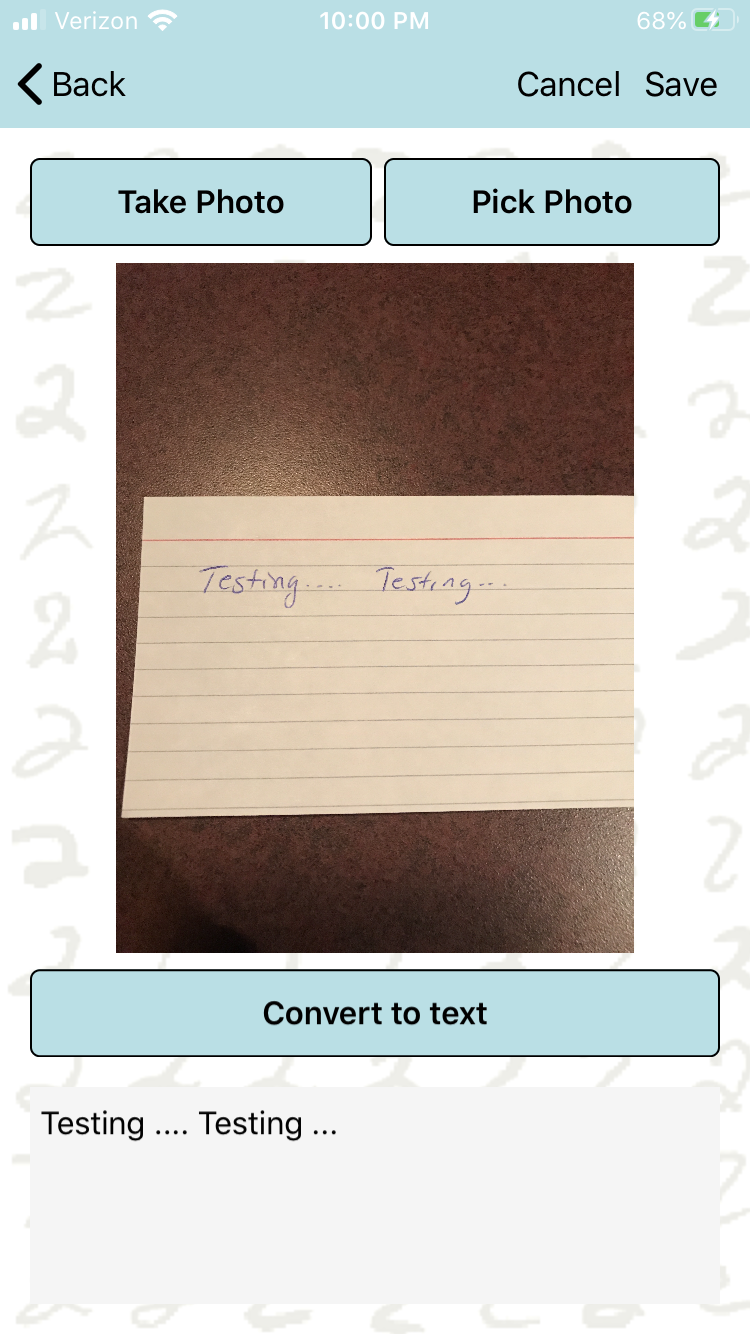 Verizon 10:00 PM 68%
Back Cancel Save
Take Photo Pick Photo
Testing.... Testing...
Convert to text
Testing .... Testing ...